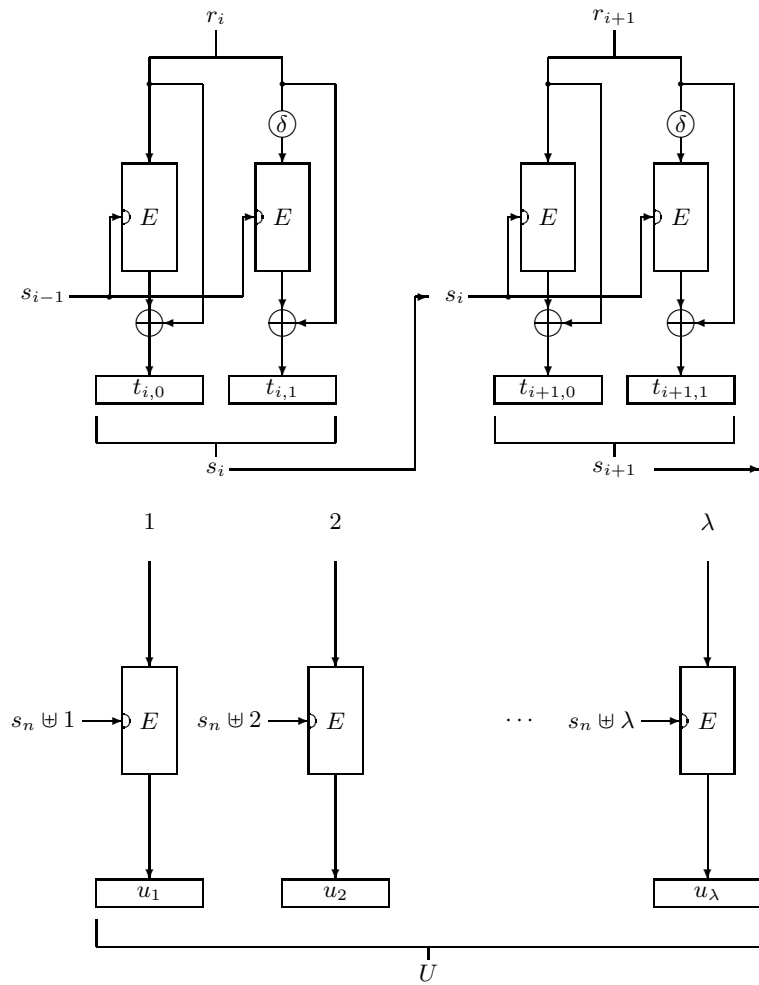 r_i r_{i+1}
δ δ
E E E E
s_{i−1} s_i
t_{i,0} t_{i,1} t_{i+1,0} t_{i+1,1}
s_i s_{i+1}
1 2 λ
s_n ⊎ 1 E s_n ⊎ 2 E ⋯ s_n ⊎ λ E
u_1 u_2 u_λ
U